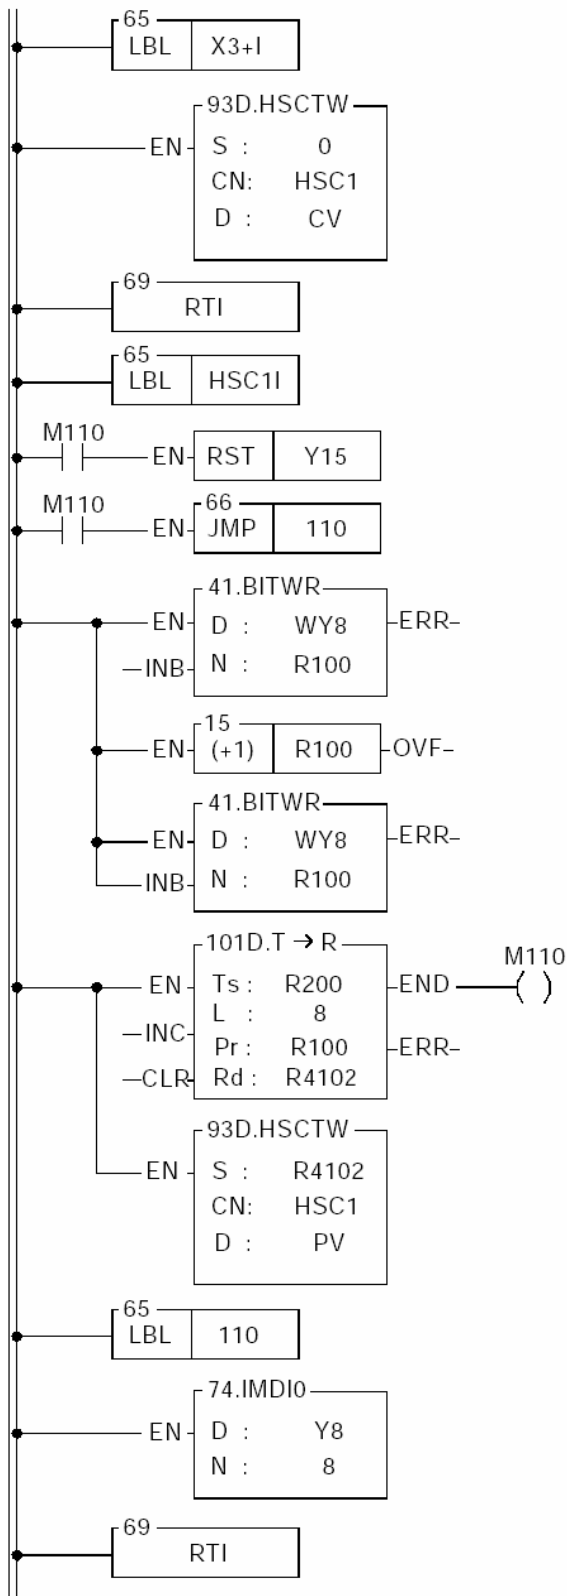 65
LBL X3+I
93D.HSCTW
EN S : 0
CN: HSC1
D : CV
69
RTI
65
LBL HSC1I
M110
EN RST Y15
M110
66
EN JMP 110
41.BITWR
EN D : WY8 ERR
INB N : R100
15
EN (+1) R100 OVF
41.BITWR
EN D : WY8 ERR
INB N : R100
101D.T → R
M110
EN Ts: R200 END ( )
L : 8
INC
Pr: R100 ERR
CLR Rd: R4102
93D.HSCTW
EN S : R4102
CN: HSC1
D : PV
65
LBL 110
74.IMDI0
EN D : Y8
N : 8
69
RTI